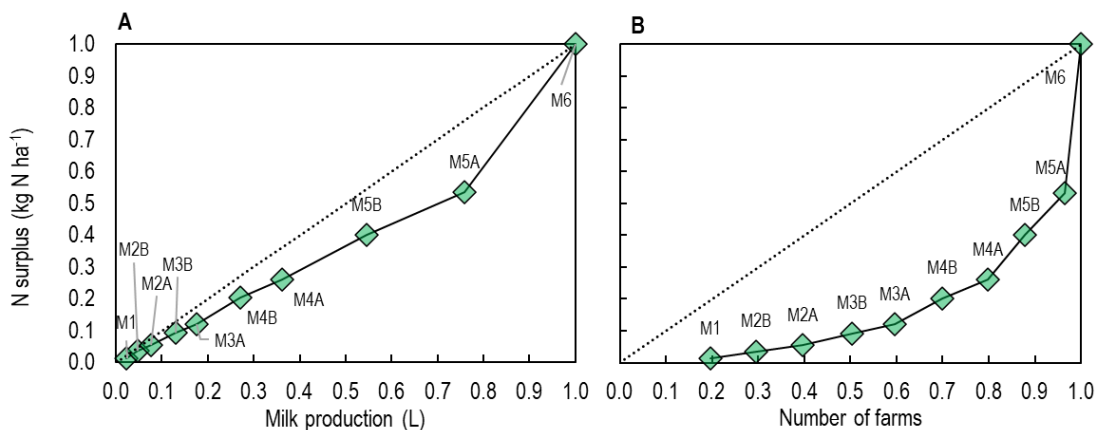 A
B
N surplus (kg N ha⁻¹)
1.0
0.9
0.8
0.7
0.6
0.5
0.4
0.3
0.2
0.1
0.0
M6
M5A
M5B
M2B
M3B
M2A
M4A
M1
M4B
M3A
0.0 0.1 0.2 0.3 0.4 0.5 0.6 0.7 0.8 0.9 1.0
Milk production (L)
M6
M5A
M5B
M4A
M4B
M3A
M3B
M2A
M2B
M1
0.0 0.1 0.2 0.3 0.4 0.5 0.6 0.7 0.8 0.9 1.0
Number of farms